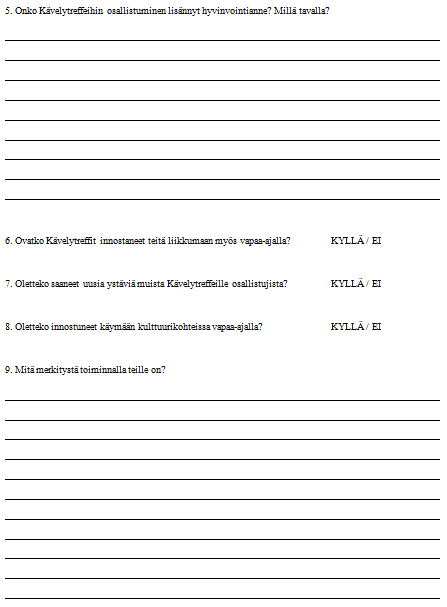 5. Onko Kävelytreffeihin osallistuminen lisännyt hyvinvointianne? Millä tavalla?
6. Ovatko Kävelytreffit innostaneet teitä liikkumaan myös vapaa-ajalla? KYLLÄ / EI
7. Oletteko saaneet uusia ystäviä muista Kävelytreffeille osallistujista? KYLLÄ / EI
8. Oletteko innostuneet käymään kulttuurikohteissa vapaa-ajalla? KYLLÄ / EI
9. Mitä merkitystä toiminnalla teille on?